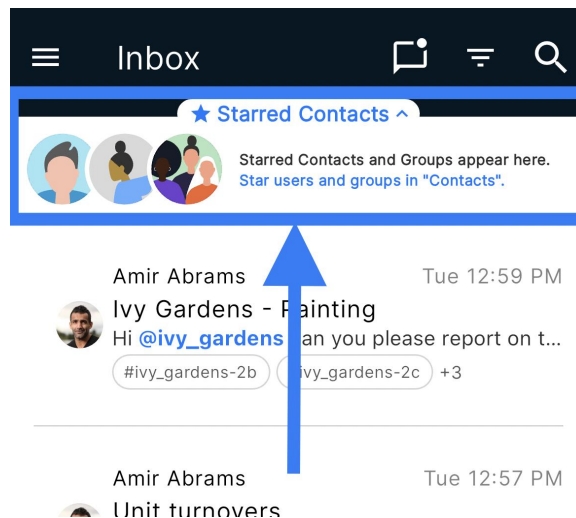 Inbox
Starred Contacts
Starred Contacts and Groups appear here.
Star users and groups in "Contacts".
Amir Abrams Tue 12:59 PM
Ivy Gardens - Painting
Hi @ivy_gardens an you please report on t...
#ivy_gardens-2b ivy_gardens-2c +3
Amir Abrams Tue 12:57 PM
Unit turnovers